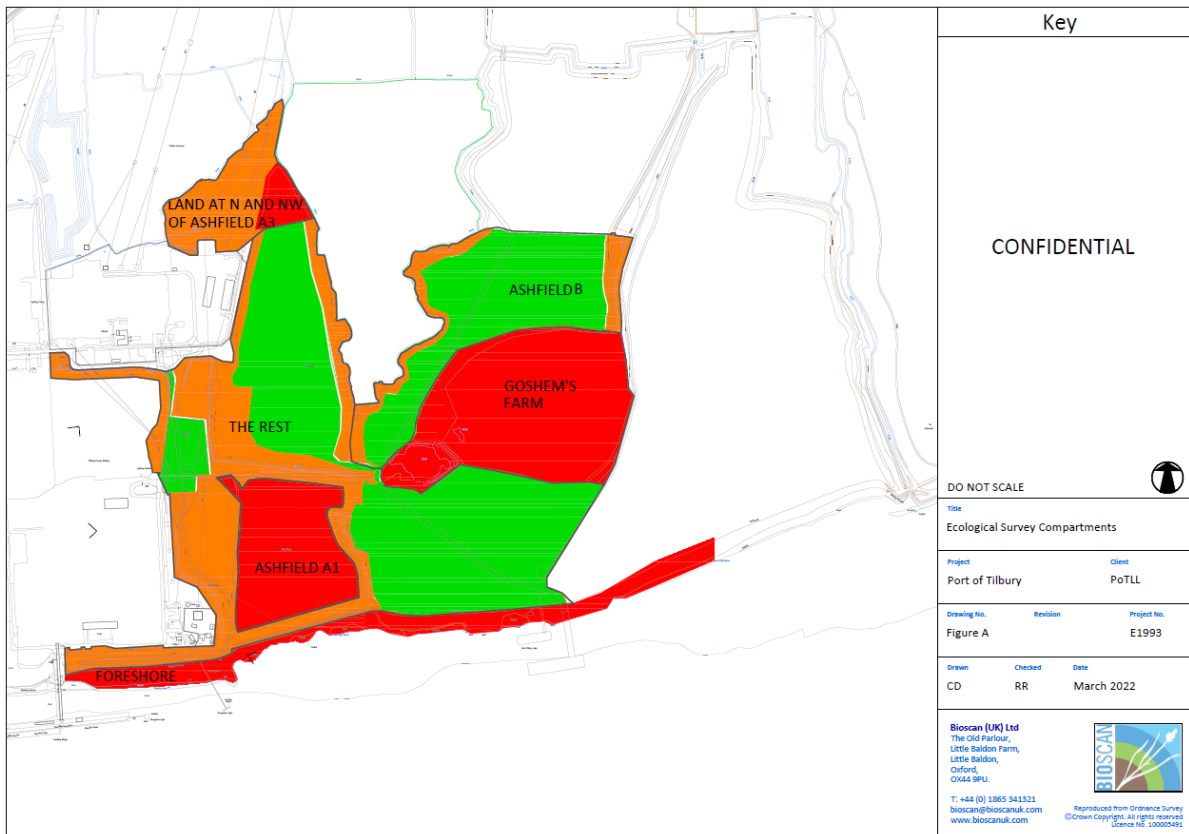 LAND AT N AND NW
OF ASHFIELD A3
ASHFIELD B
GOSHEM'S
FARM
THE REST
ASHFIELD A1
FORESHORE
Key
CONFIDENTIAL
DO NOT SCALE
Title
Ecological Survey Compartments
Project
Client
Port of Tilbury
PoTLL
Drawing No.
Revision
Project No.
Figure A
E1993
Drawn
Checked
Date
CD
RR
March 2022
Bioscan (UK) Ltd
The Old Parlour,
Little Baldon Farm,
Little Baldon,
Oxford,
OX44 9PU.
T: +44 (0) 1865 341321
bioscan@bioscanuk.com
www.bioscanuk.com
BIOSCAN
Reproduced from Ordnance Survey
©Crown Copyright. All rights reserved
Licence No. 100005491